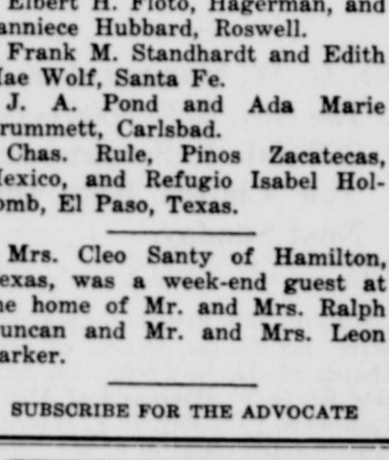 Elbert H. Floto, Hagerman, and
anniece Hubbard, Roswell.
Frank M. Standhardt and Edith
ae Wolf, Santa Fe.
J. A. Pond and Ada Marie
rummett, Carlsbad.
Chas. Rule, Pinos Zacatecas,
exico, and Refugio Isabel Hol-
omb, El Paso, Texas.
Mrs. Cleo Santy of Hamilton,
exas, was a week-end guest at
he home of Mr. and Mrs. Ralph
uncan and Mr. and Mrs. Leon
arker.
SUBSCRIBE FOR THE ADVOCATE